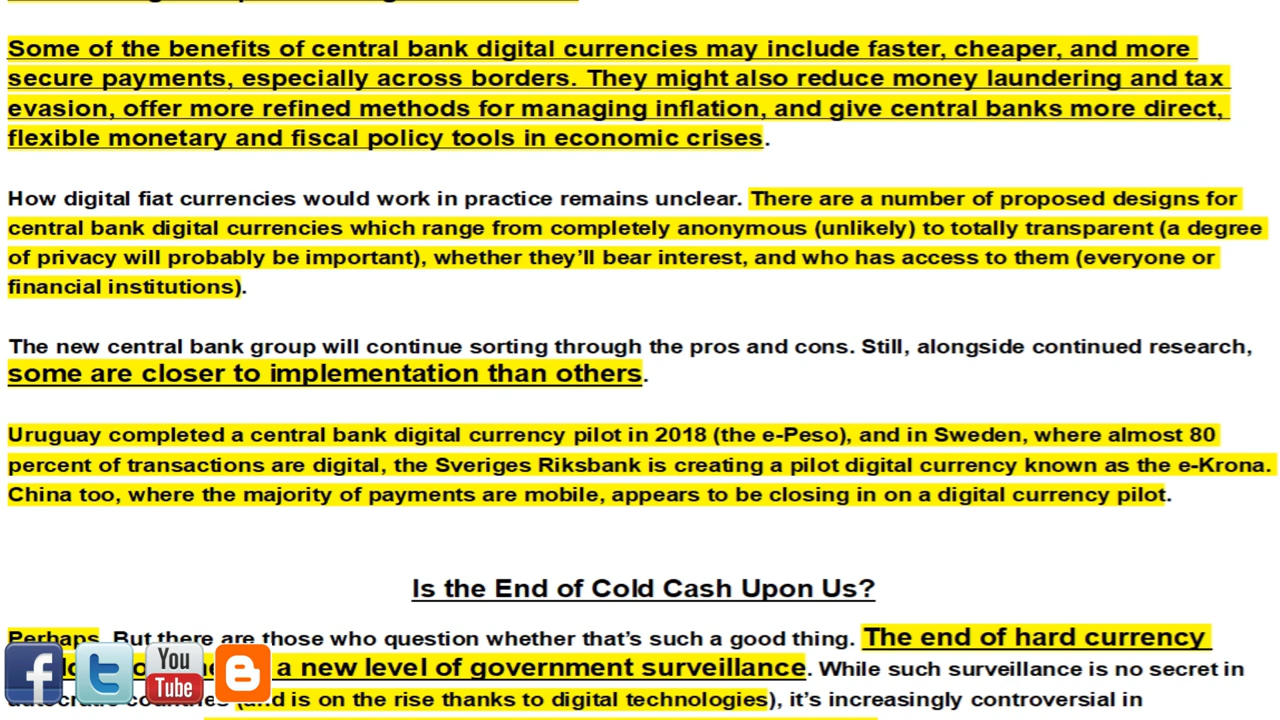 Some of the benefits of central bank digital currencies may include faster, cheaper, and more
secure payments, especially across borders. They might also reduce money laundering and tax
evasion, offer more refined methods for managing inflation, and give central banks more direct,
flexible monetary and fiscal policy tools in economic crises.
How digital fiat currencies would work in practice remains unclear. There are a number of proposed designs for
central bank digital currencies which range from completely anonymous (unlikely) to totally transparent (a degree
of privacy will probably be important), whether they’ll bear interest, and who has access to them (everyone or
financial institutions).
The new central bank group will continue sorting through the pros and cons. Still, alongside continued research,
some are closer to implementation than others.
Uruguay completed a central bank digital currency pilot in 2018 (the e-Peso), and in Sweden, where almost 80
percent of transactions are digital, the Sveriges Riksbank is creating a pilot digital currency known as the e-Krona.
China too, where the majority of payments are mobile, appears to be closing in on a digital currency pilot.
Is the End of Cold Cash Upon Us?
Perhaps. But there are those who question whether that’s such a good thing. The end of hard currency
a new level of government surveillance. While such surveillance is no secret in
(and is on the rise thanks to digital technologies), it’s increasingly controversial in
You
Tube